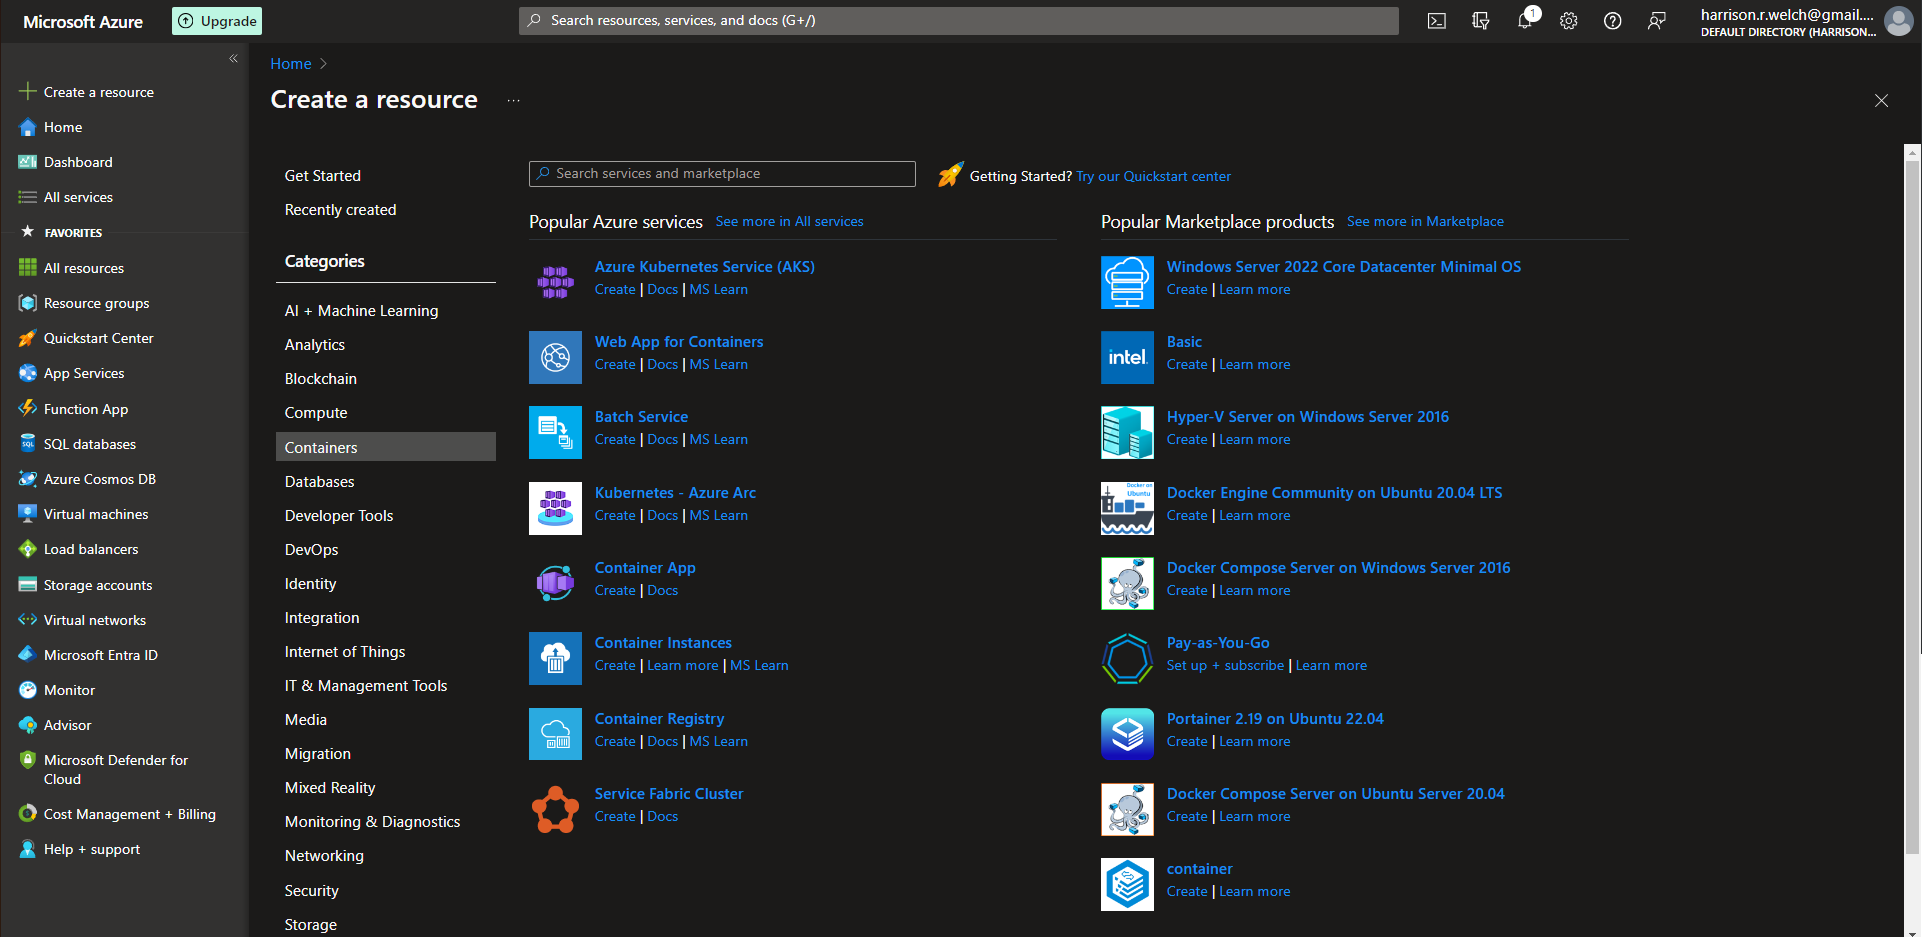 Microsoft Azure
Upgrade
Search resources, services, and docs (G+/)
1
harrison.r.welch@gmail....
DEFAULT DIRECTORY (HARRISON...
«
Create a resource
Home
Dashboard
All services
FAVORITES
All resources
Resource groups
Quickstart Center
App Services
Function App
SQL
SQL databases
Azure Cosmos DB
Virtual machines
Load balancers
Storage accounts
Virtual networks
Microsoft Entra ID
Monitor
Advisor
Microsoft Defender for
Cloud
Cost Management + Billing
Help + support
Home >
Create a resource ...
Get Started
Recently created
Categories
AI + Machine Learning
Analytics
Blockchain
Compute
Containers
Databases
Developer Tools
DevOps
Identity
Integration
Internet of Things
IT & Management Tools
Media
Migration
Mixed Reality
Monitoring & Diagnostics
Networking
Security
Storage
Search services and marketplace
Getting Started? Try our Quickstart center
Popular Azure services See more in All services
Azure Kubernetes Service (AKS)
Create | Docs | MS Learn
Web App for Containers
Create | Docs | MS Learn
Batch Service
Create | Docs | MS Learn
Kubernetes - Azure Arc
Create | Docs | MS Learn
Container App
Create | Docs
Container Instances
Create | Learn more | MS Learn
Container Registry
Create | Docs | MS Learn
Service Fabric Cluster
Create | Docs
Popular Marketplace products See more in Marketplace
Windows Server 2022 Core Datacenter Minimal OS
Create | Learn more
intel.
Basic
Create | Learn more
Hyper-V Server on Windows Server 2016
Create | Learn more
Docker on
Ubuntu
Docker Engine Community on Ubuntu 20.04 LTS
Create | Learn more
Docker Compose Server on Windows Server 2016
Create | Learn more
Pay-as-You-Go
Set up + subscribe | Learn more
Portainer 2.19 on Ubuntu 22.04
Create | Learn more
Docker Compose Server on Ubuntu Server 20.04
Create | Learn more
container
Create | Learn more